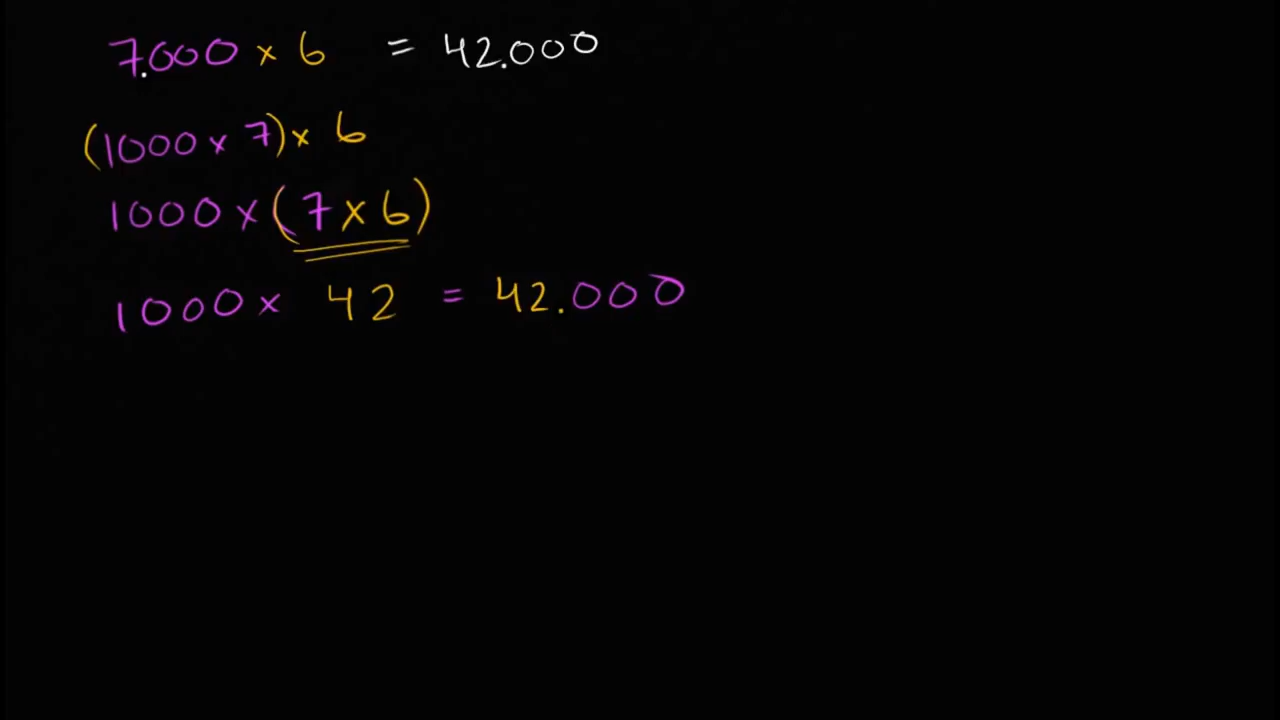 7.000 × 6 = 42.000
(1000 × 7) × 6
1000 × (7 × 6)
1000 × 42 = 42.000